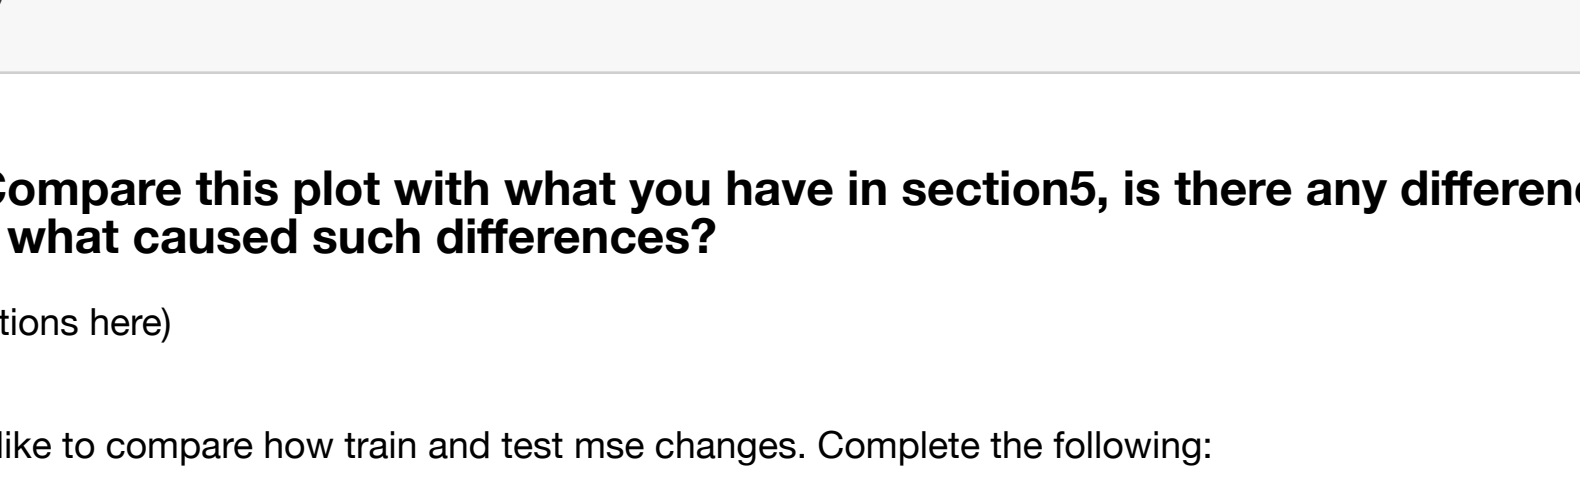 Compare this plot with what you have in section5, is there any differenc
what caused such differences?
tions here)
like to compare how train and test mse changes. Complete the following: